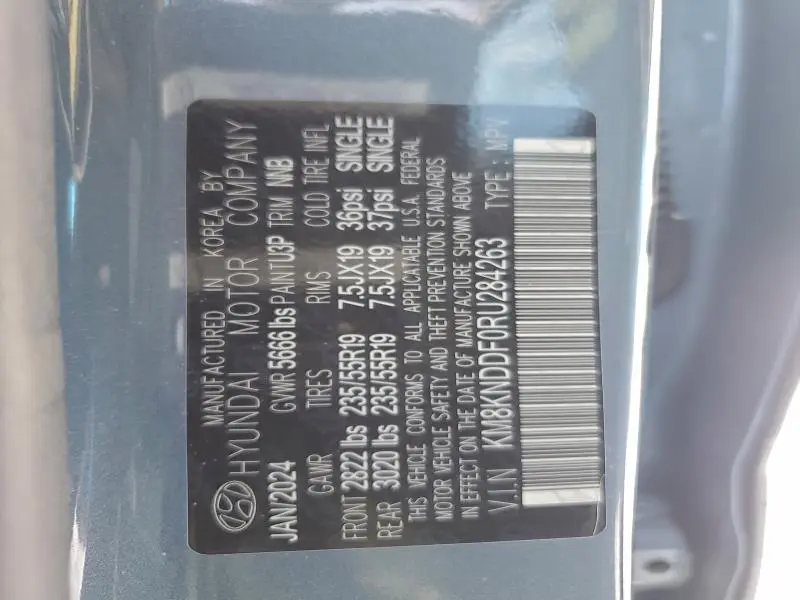 MANUFACTURED IN KOREA BY
HYUNDAI MOTOR COMPANY
JAN/2024 GVWR 5666 lbs PAINT U3P TRIM NNB
GAWR TIRES RIMS COLD TIRE INFL
FRONT 2822 lbs 235/55R19 7.5JX19 36psi SINGLE
REAR 3020 lbs 235/55R19 7.5JX19 37psi SINGLE
THIS VEHICLE CONFORMS TO ALL APPLICABLE U.S.A. FEDERAL
MOTOR VEHICLE SAFETY AND THEFT PREVENTION STANDARDS
IN EFFECT ON THE DATE OF MANUFACTURE SHOWN ABOVE
V.I.N KM8KNDDF0RU284263 TYPE : MPV